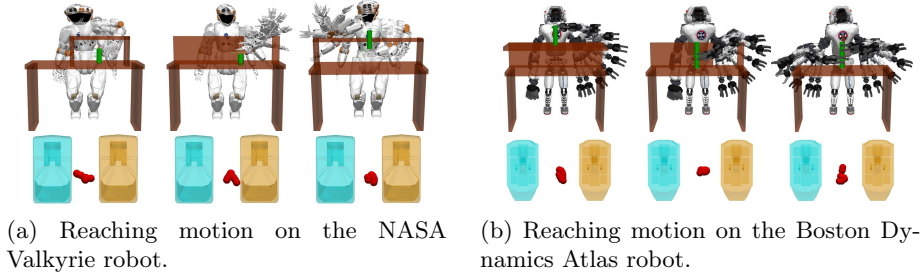 (a) Reaching motion on the NASA
Valkyrie robot.
(b) Reaching motion on the Boston Dy-
namics Atlas robot.